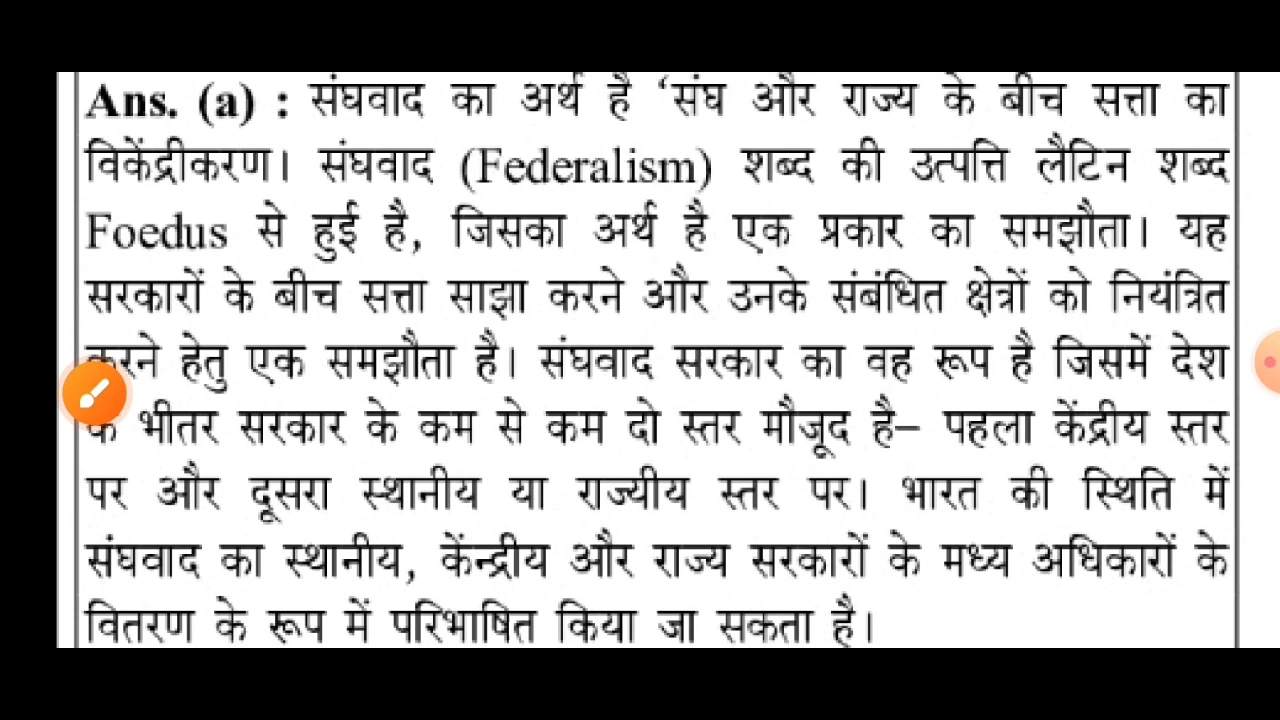 Ans. (a) : संघवाद का अर्थ है ‘संघ और राज्य के बीच सत्ता का
विकेंद्रीकरण। संघवाद (Federalism) शब्द की उत्पत्ति लैटिन शब्द
Foedus से हुई है, जिसका अर्थ है एक प्रकार का समझौता। यह
सरकारों के बीच सत्ता साझा करने और उनके संबंधित क्षेत्रों को नियंत्रित
करने हेतु एक समझौता है। संघवाद सरकार का वह रूप है जिसमें देश
के भीतर सरकार के कम से कम दो स्तर मौजूद है– पहला केंद्रीय स्तर
पर और दूसरा स्थानीय या राज्यीय स्तर पर। भारत की स्थिति में
संघवाद का स्थानीय, केंन्द्रीय और राज्य सरकारों के मध्य अधिकारों के
वितरण के रूप में परिभाषित किया जा सकता है।